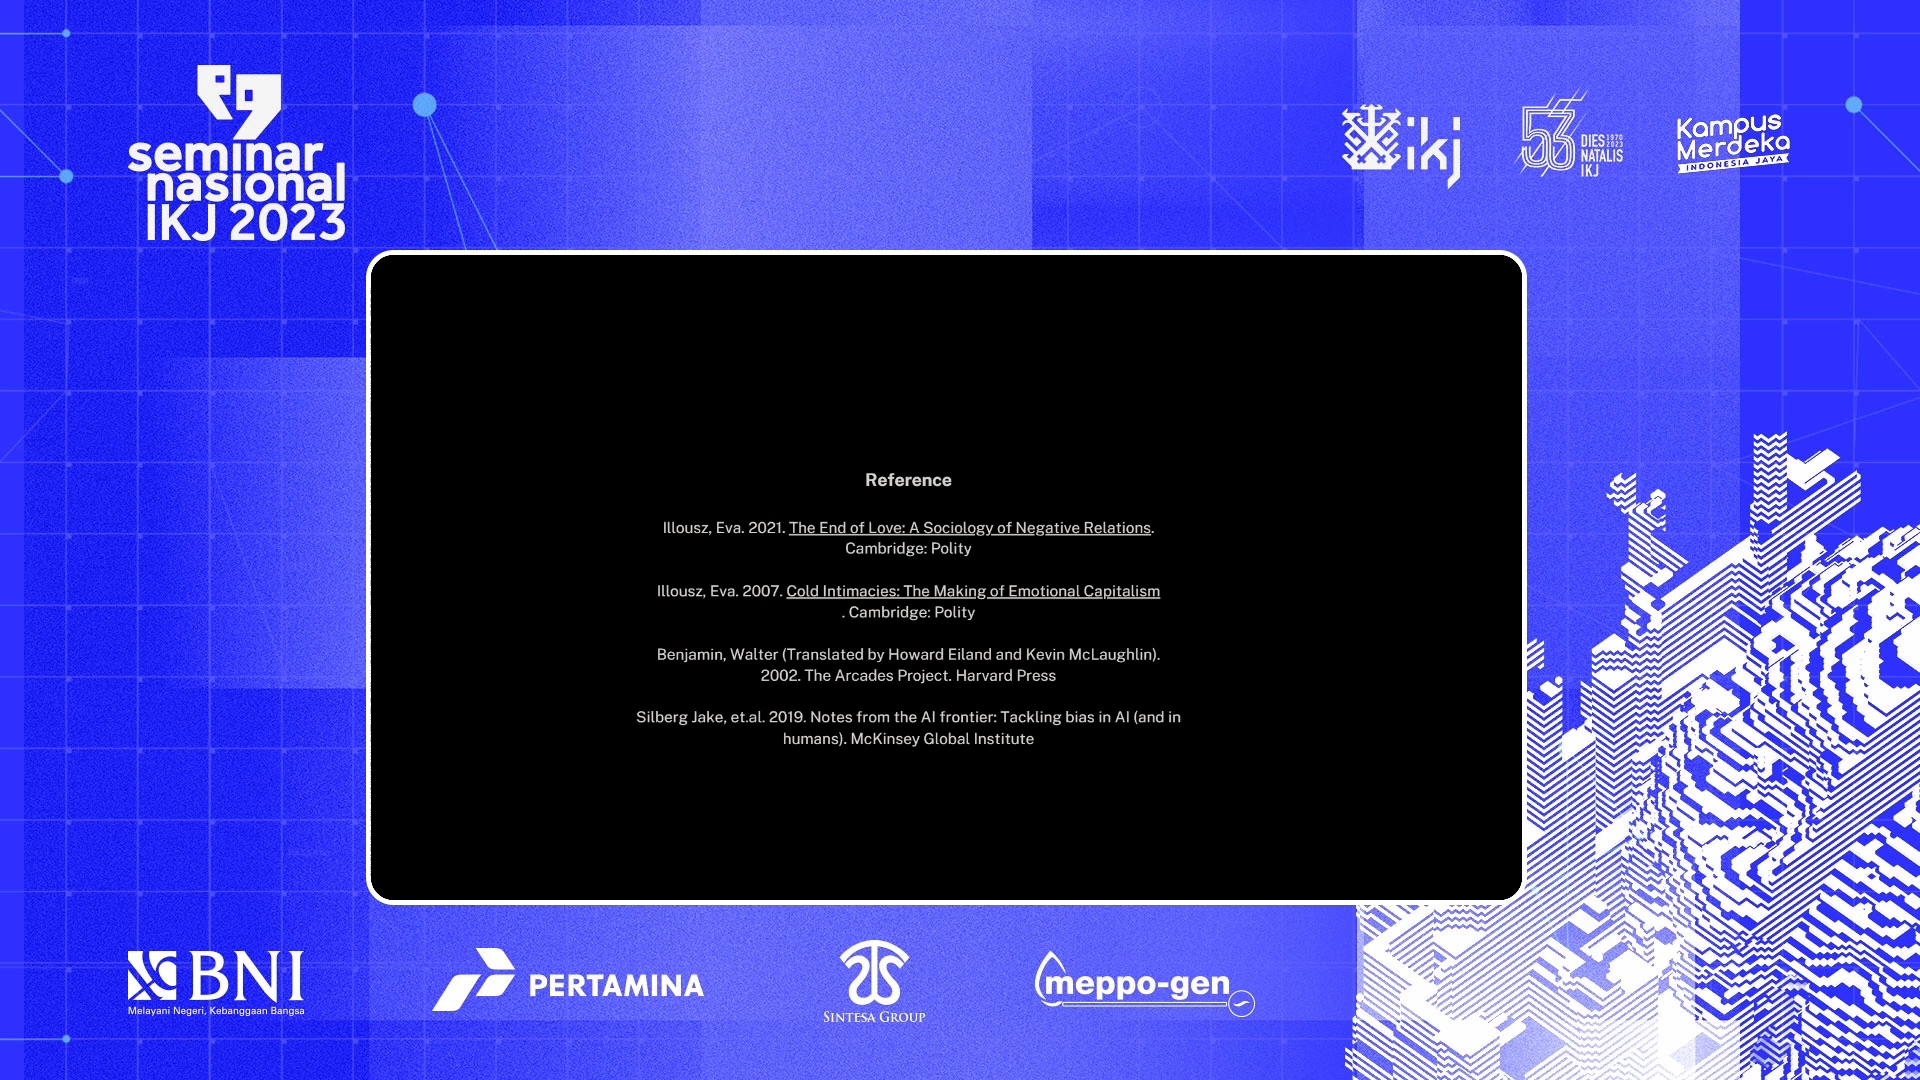 seminar
nasional
IKJ 2023
ikj
53
DIES 1970
NATALIS 2023
IKJ
Kampus
Merdeka
INDONESIA JAYA
Reference
Illousz, Eva. 2021. The End of Love: A Sociology of Negative Relations.
Cambridge: Polity
Illousz, Eva. 2007. Cold Intimacies: The Making of Emotional Capitalism
. Cambridge: Polity
Benjamin, Walter (Translated by Howard Eiland and Kevin McLaughlin).
2002. The Arcades Project. Harvard Press
Silberg Jake, et.al. 2019. Notes from the AI frontier: Tackling bias in AI (and in
humans). McKinsey Global Institute
BNI
Melayani Negeri, Kebanggaan Bangsa
PERTAMINA
SINTESA GROUP
meppo-gen